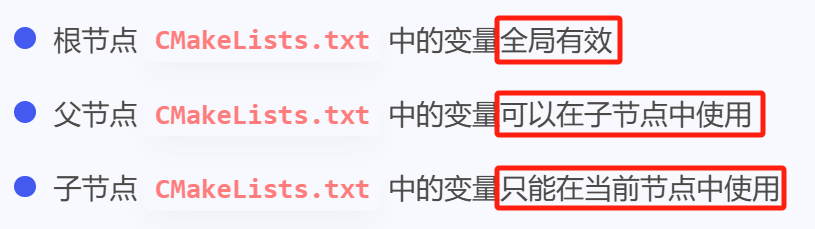 根节点 CMakeLists.txt 中的变量全局有效
父节点 CMakeLists.txt 中的变量可以在子节点中使用
子节点 CMakeLists.txt 中的变量只能在当前节点中使用